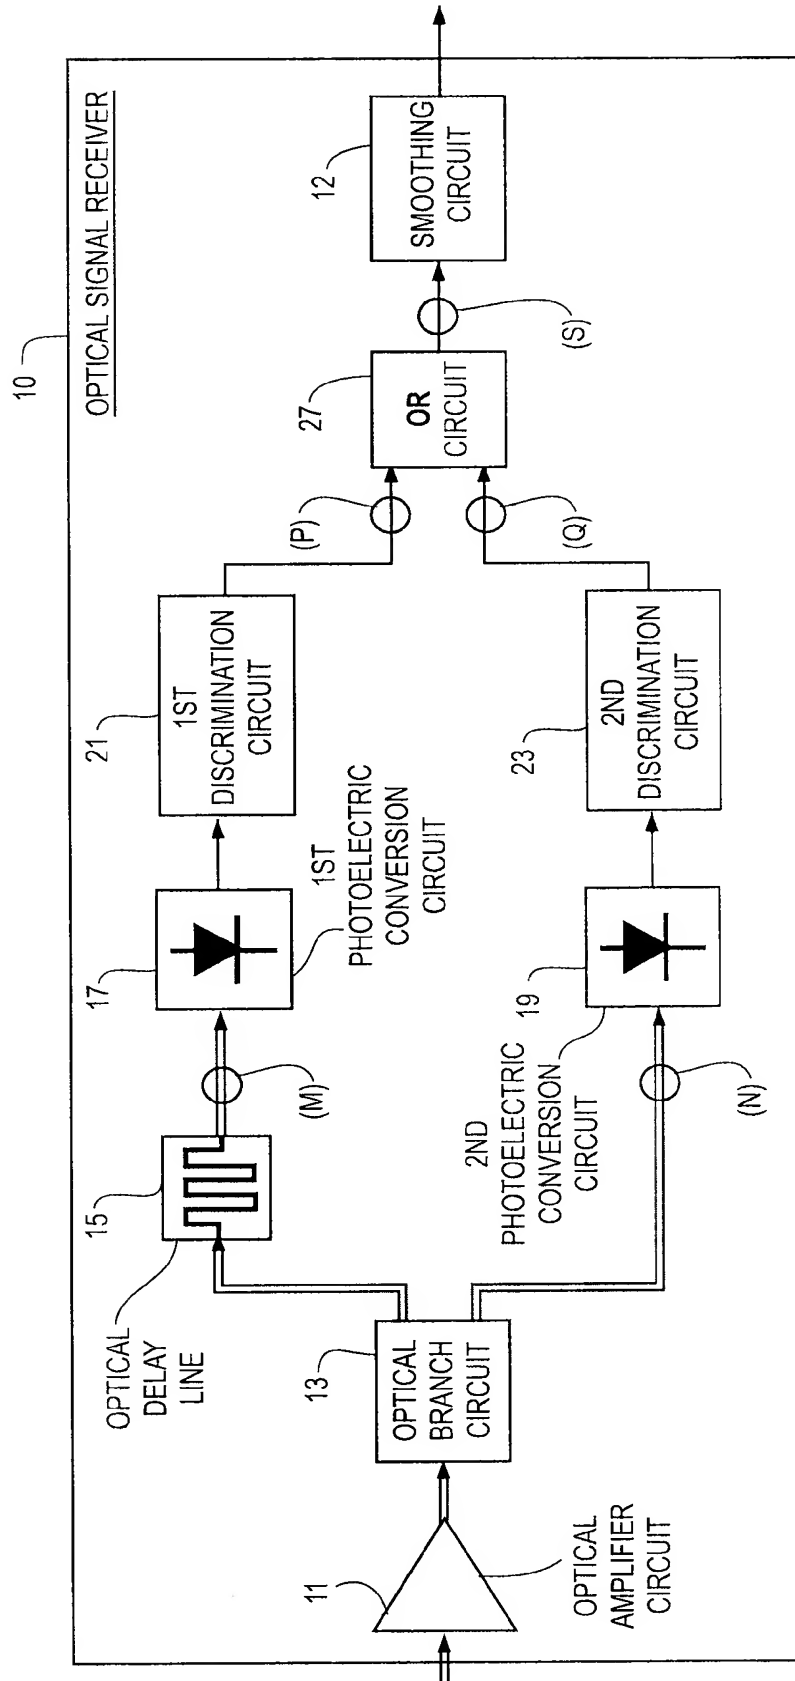 10
OPTICAL SIGNAL RECEIVER
11
OPTICAL
AMPLIFIER
CIRCUIT
13
OPTICAL
BRANCH
CIRCUIT
OPTICAL
DELAY
LINE
15
(M)
17
1ST
PHOTOELECTRIC
CONVERSION
CIRCUIT
21
1ST
DISCRIMINATION
CIRCUIT
(P)
2ND
PHOTOELECTRIC
CONVERSION
CIRCUIT
(N)
19
23
2ND
DISCRIMINATION
CIRCUIT
(Q)
27
OR
CIRCUIT
(S)
12
SMOOTHING
CIRCUIT